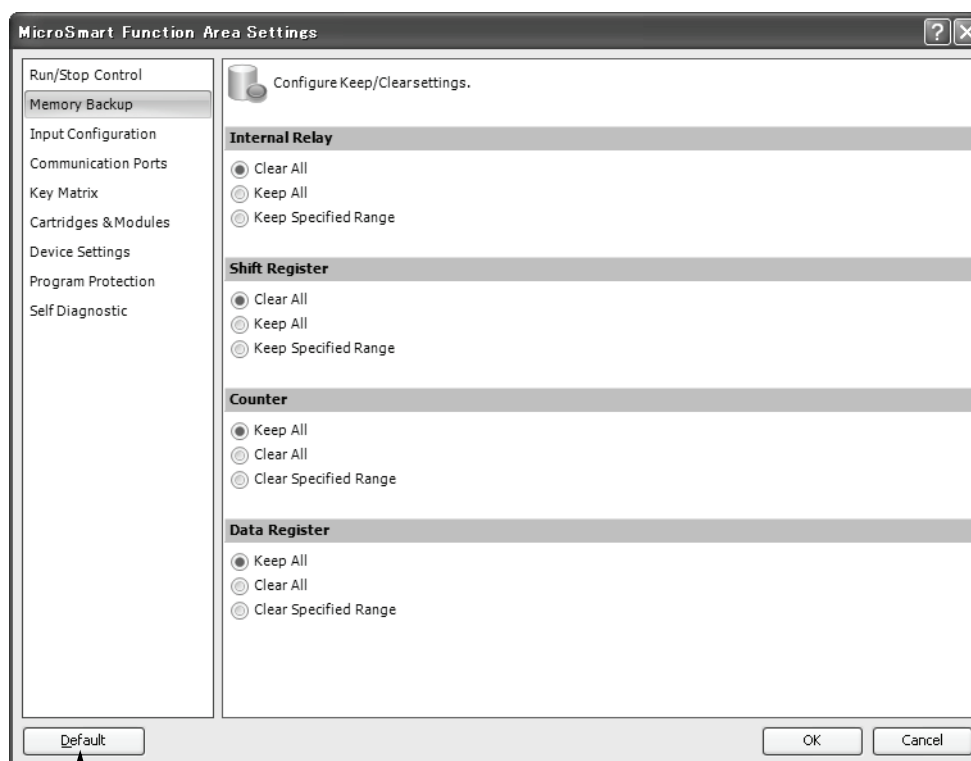 MicroSmart Function Area Settings
Run/Stop Control
Memory Backup
Input Configuration
Communication Ports
Key Matrix
Cartridges & Modules
Device Settings
Program Protection
Self Diagnostic
Configure Keep/Clearsettings.
Internal Relay
Clear All
Keep All
Keep Specified Range
Shift Register
Clear All
Keep All
Keep Specified Range
Counter
Keep All
Clear All
Clear Specified Range
Data Register
Keep All
Clear All
Clear Specified Range
Default
OK
Cancel